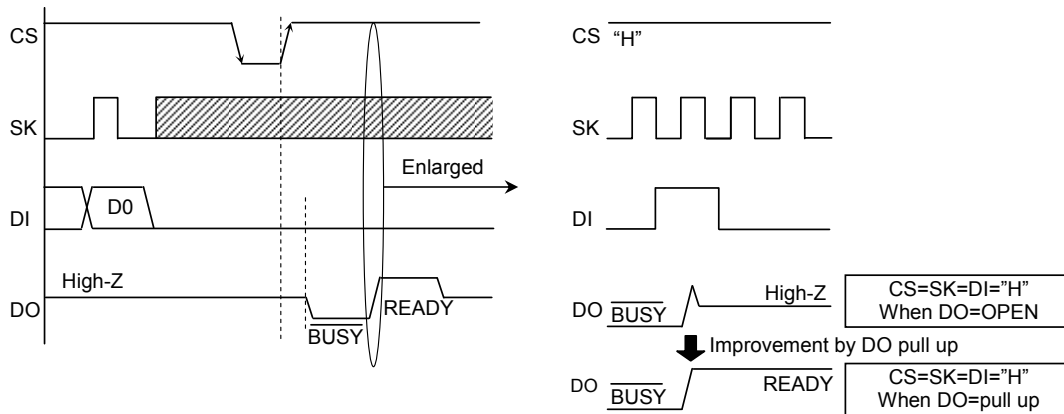 CS
SK
DI
D0
Enlarged
High-Z
DO
BUSY
READY
CS "H"
SK
DI
DO
BUSY
High-Z
CS=SK=DI="H"
When DO=OPEN
Improvement by DO pull up
DO
BUSY
READY
CS=SK=DI="H"
When DO=pull up